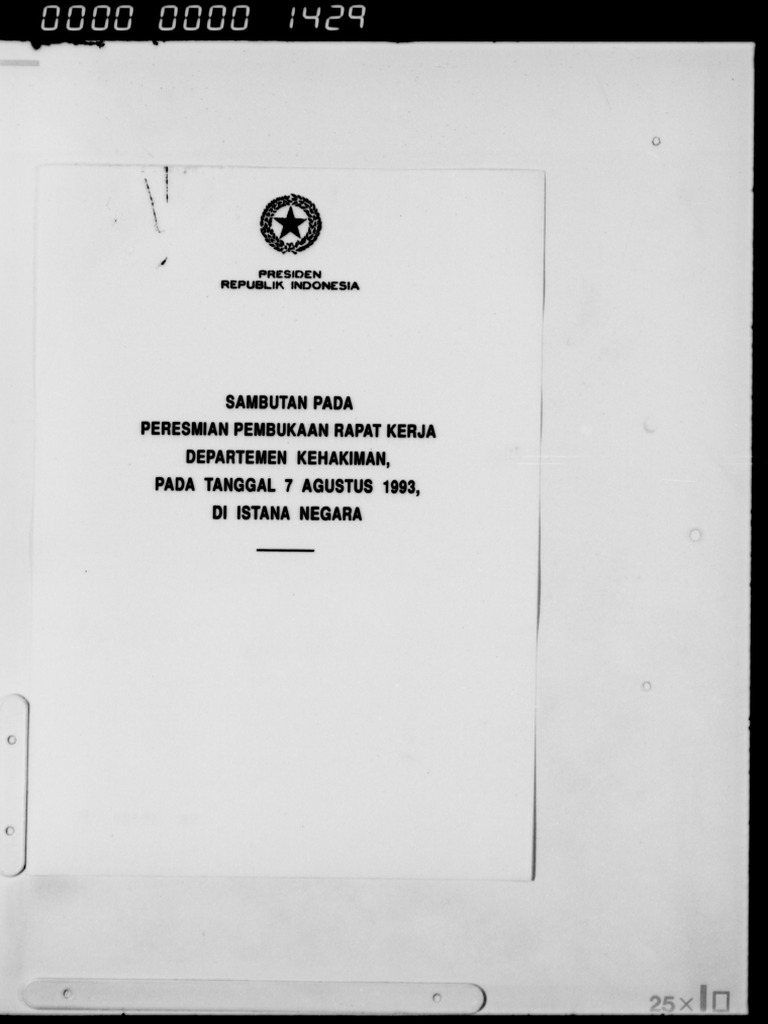 0000 0000 1429
PRESIDEN
REPUBLIK INDONESIA
SAMBUTAN PADA
PERESMIAN PEMBUKAAN RAPAT KERJA
DEPARTEMEN KEHAKIMAN,
PADA TANGGAL 7 AGUSTUS 1993,
DI ISTANA NEGARA
25×